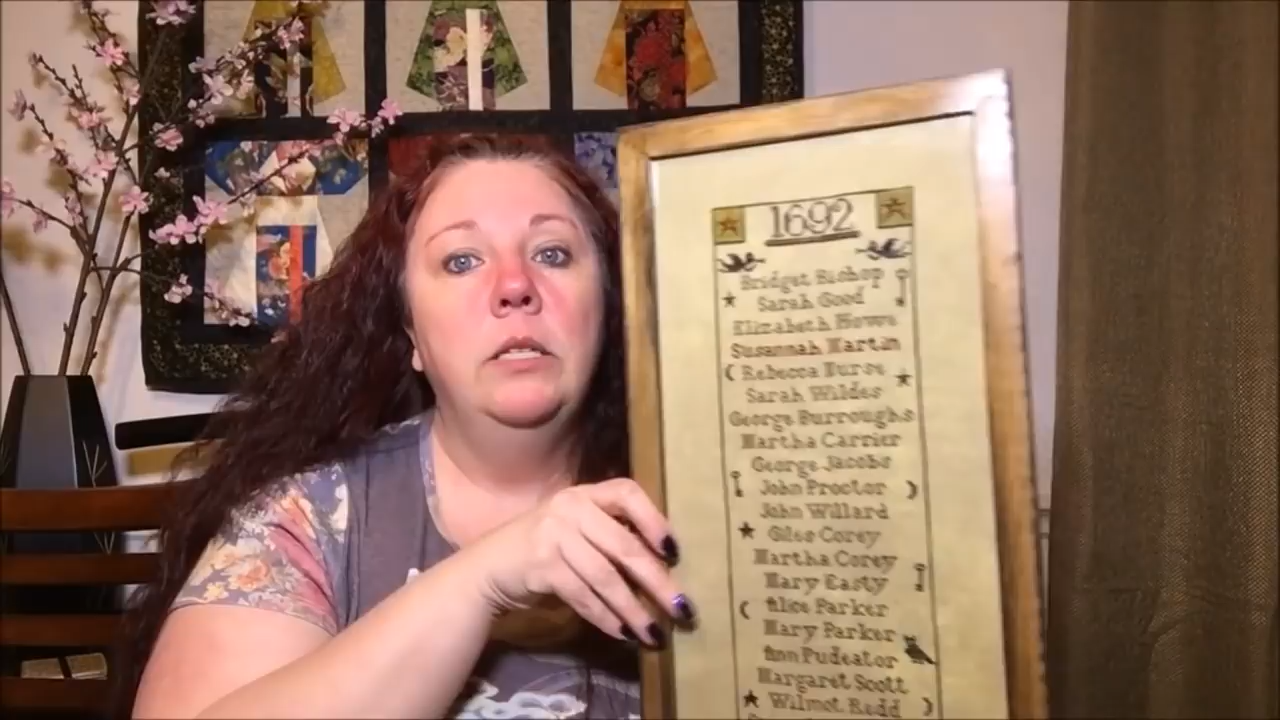 1692
Bridget Bishop
Sarah Good
Elizabeth Howe
Susannah Martin
Rebecca Nurse
Sarah Wildes
George Burroughs
Martha Carrier
George Jacobs
John Proctor
John Willard
Giles Corey
Martha Corey
Mary Easty
Alice Parker
Mary Parker
Ann Pudeator
Margaret Scott
Wilmot Redd